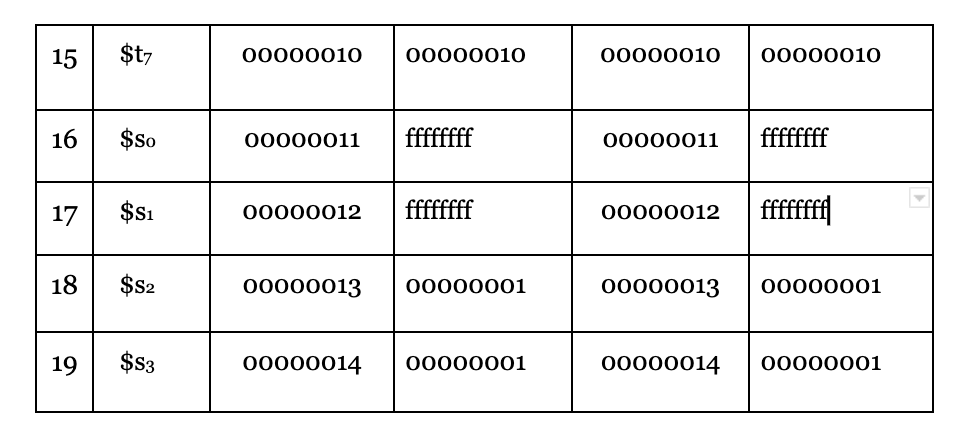 15 $t7 00000010 00000010 00000010 00000010
16 $s0 00000011 ffffffff 00000011 ffffffff
17 $s1 00000012 ffffffff 00000012 ffffffff
18 $s2 00000013 00000001 00000013 00000001
19 $s3 00000014 00000001 00000014 00000001